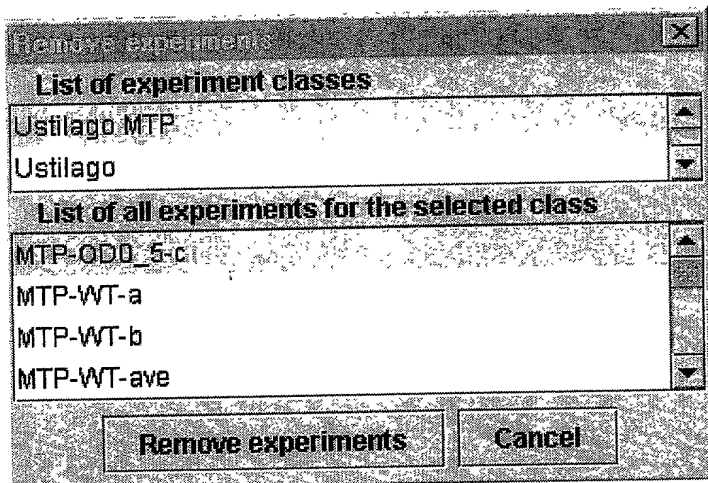 Remove experiments
List of experiment classes
Ustilago MTP
Ustilago
List of all experiments for the selected class
MTP-OD0_5-c
MTP-WT-a
MTP-WT-b
MTP-WT-ave
Remove experiments
Cancel